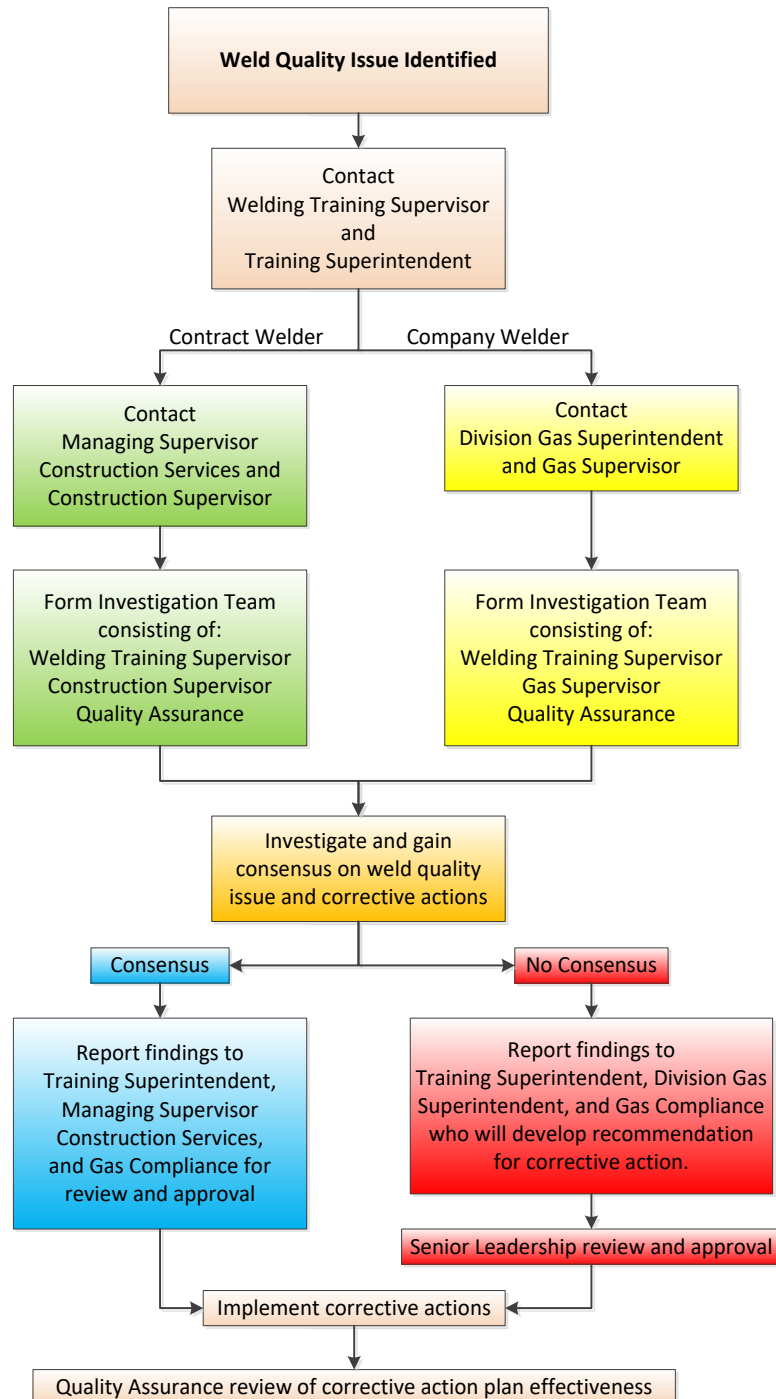 Weld Quality Issue Identified
Contact
Welding Training Supervisor
and
Training Superintendent
Contract Welder
Company Welder
Contact
Managing Supervisor
Construction Services and
Construction Supervisor
Contact
Division Gas Superintendent
and Gas Supervisor
Form Investigation Team
consisting of:
Welding Training Supervisor
Construction Supervisor
Quality Assurance
Form Investigation Team
consisting of:
Welding Training Supervisor
Gas Supervisor
Quality Assurance
Investigate and gain
consensus on weld quality
issue and corrective actions
Consensus
No Consensus
Report findings to
Training Superintendent,
Managing Supervisor
Construction Services,
and Gas Compliance for
review and approval
Report findings to
Training Superintendent, Division Gas
Superintendent, and Gas Compliance
who will develop recommendation
for corrective action.
Senior Leadership review and approval
Implement corrective actions
Quality Assurance review of corrective action plan effectiveness